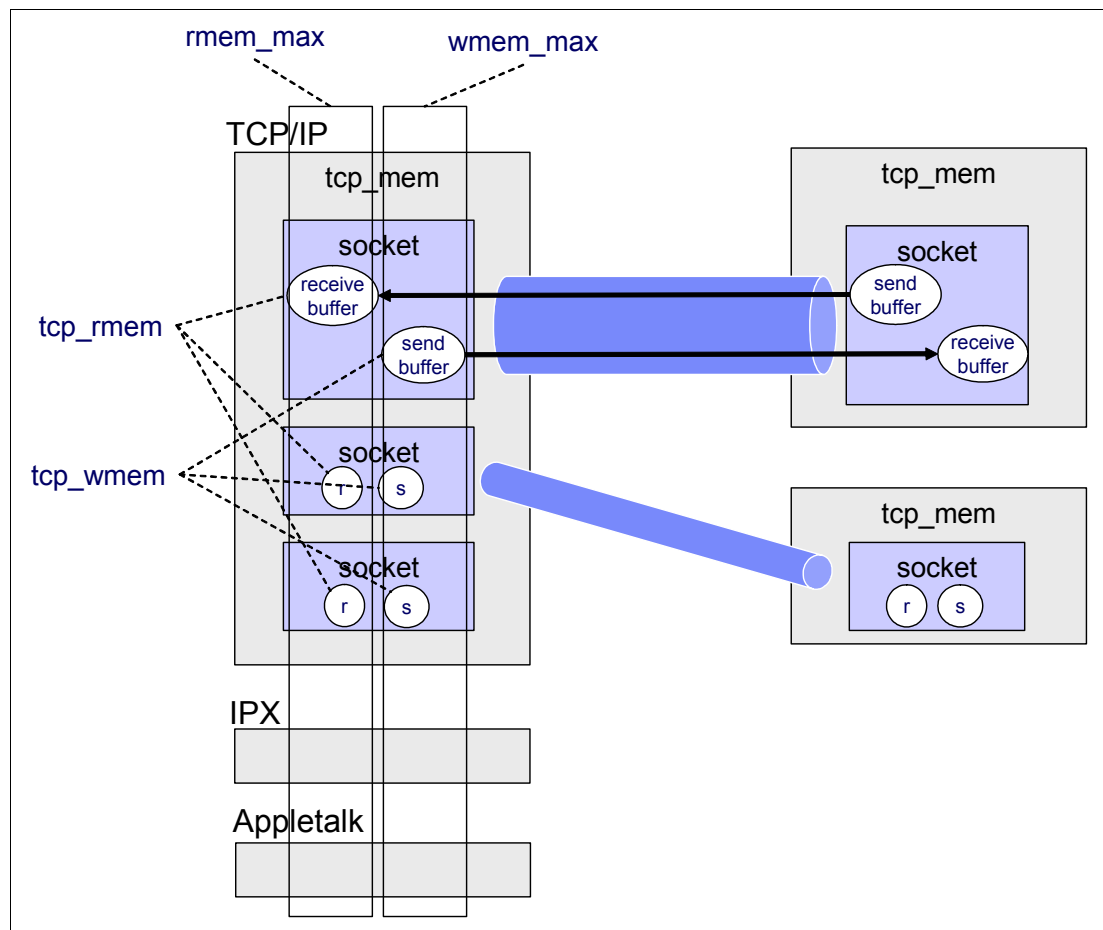 rmem_max
wmem_max
TCP/IP
tcp_mem
tcp_mem
socket
socket
receive
buffer
send
buffer
tcp_rmem
send
buffer
receive
buffer
socket
tcp_wmem
r
s
tcp_mem
socket
socket
r
s
r
s
IPX
Appletalk